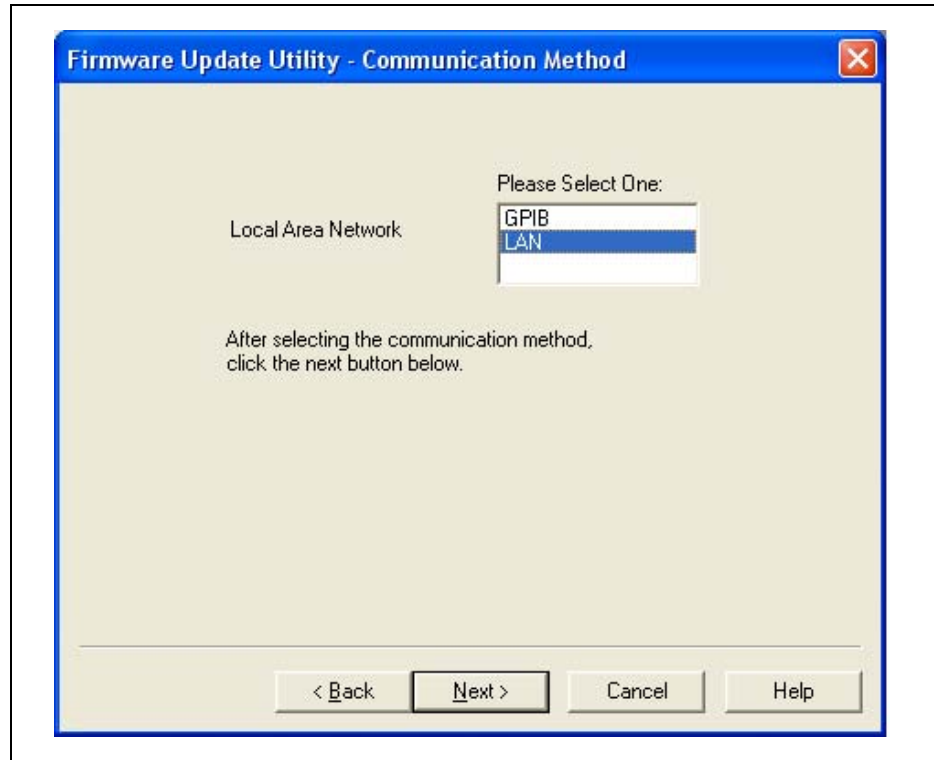 Firmware Update Utility - Communication Method
Please Select One:
Local Area Network
GPIB
LAN
After selecting the communication method,
click the next button below.
< Back
Next >
Cancel
Help